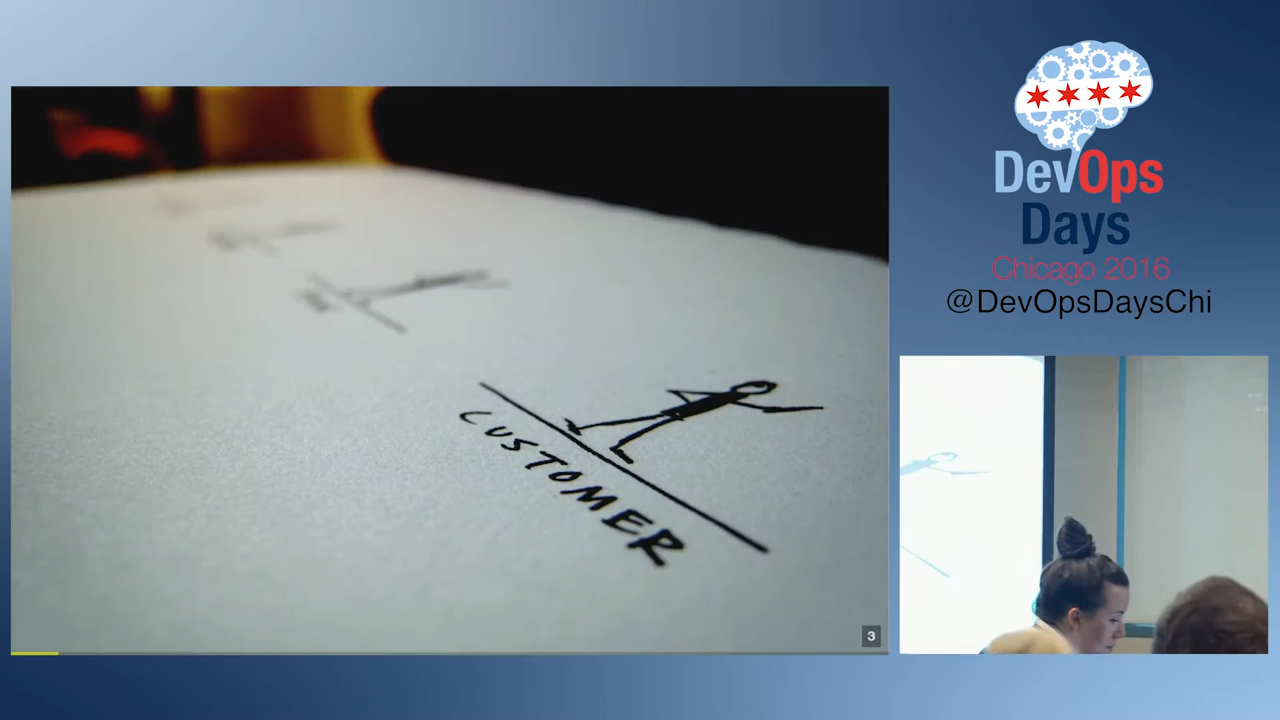 CUSTOMER
3
DevOps
Days
Chicago 2016
@DevOpsDaysChi